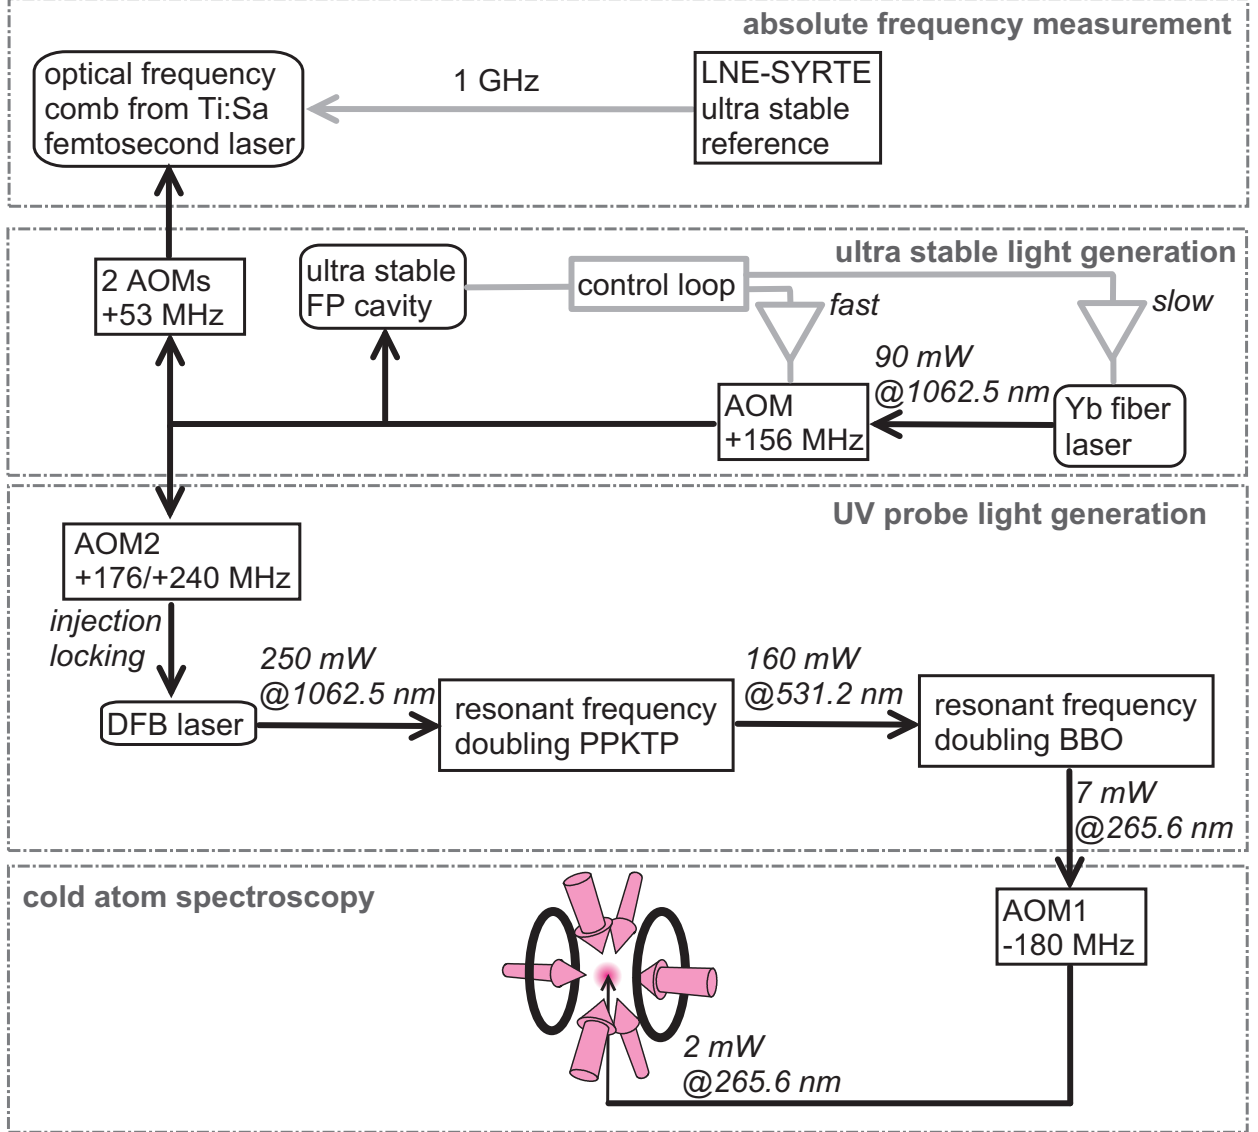 absolute frequency measurement
optical frequency
comb from Ti:Sa
femtosecond laser
1 GHz
LNE-SYRTE
ultra stable
reference
ultra stable light generation
2 AOMs
+53 MHz
ultra stable
FP cavity
control loop
fast
slow
90 mW
@1062.5 nm
AOM
+156 MHz
Yb fiber
laser
UV probe light generation
AOM2
+176/+240 MHz
injection
locking
DFB laser
250 mW
@1062.5 nm
resonant frequency
doubling PPKTP
160 mW
@531.2 nm
resonant frequency
doubling BBO
7 mW
@265.6 nm
cold atom spectroscopy
AOM1
-180 MHz
2 mW
@265.6 nm